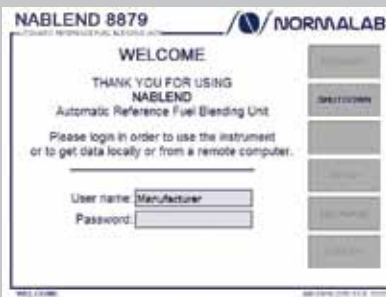 NABLEND 8879
NORMALAB
WELCOME
THANK YOU FOR USING
NABLEND
Automatic Reference Fuel Blending Unit
Please login in order to use the instrument
or to get data locally or from a remote computer.
SHUTDOWN
User name: Manufacturer
Password:
WELCOME